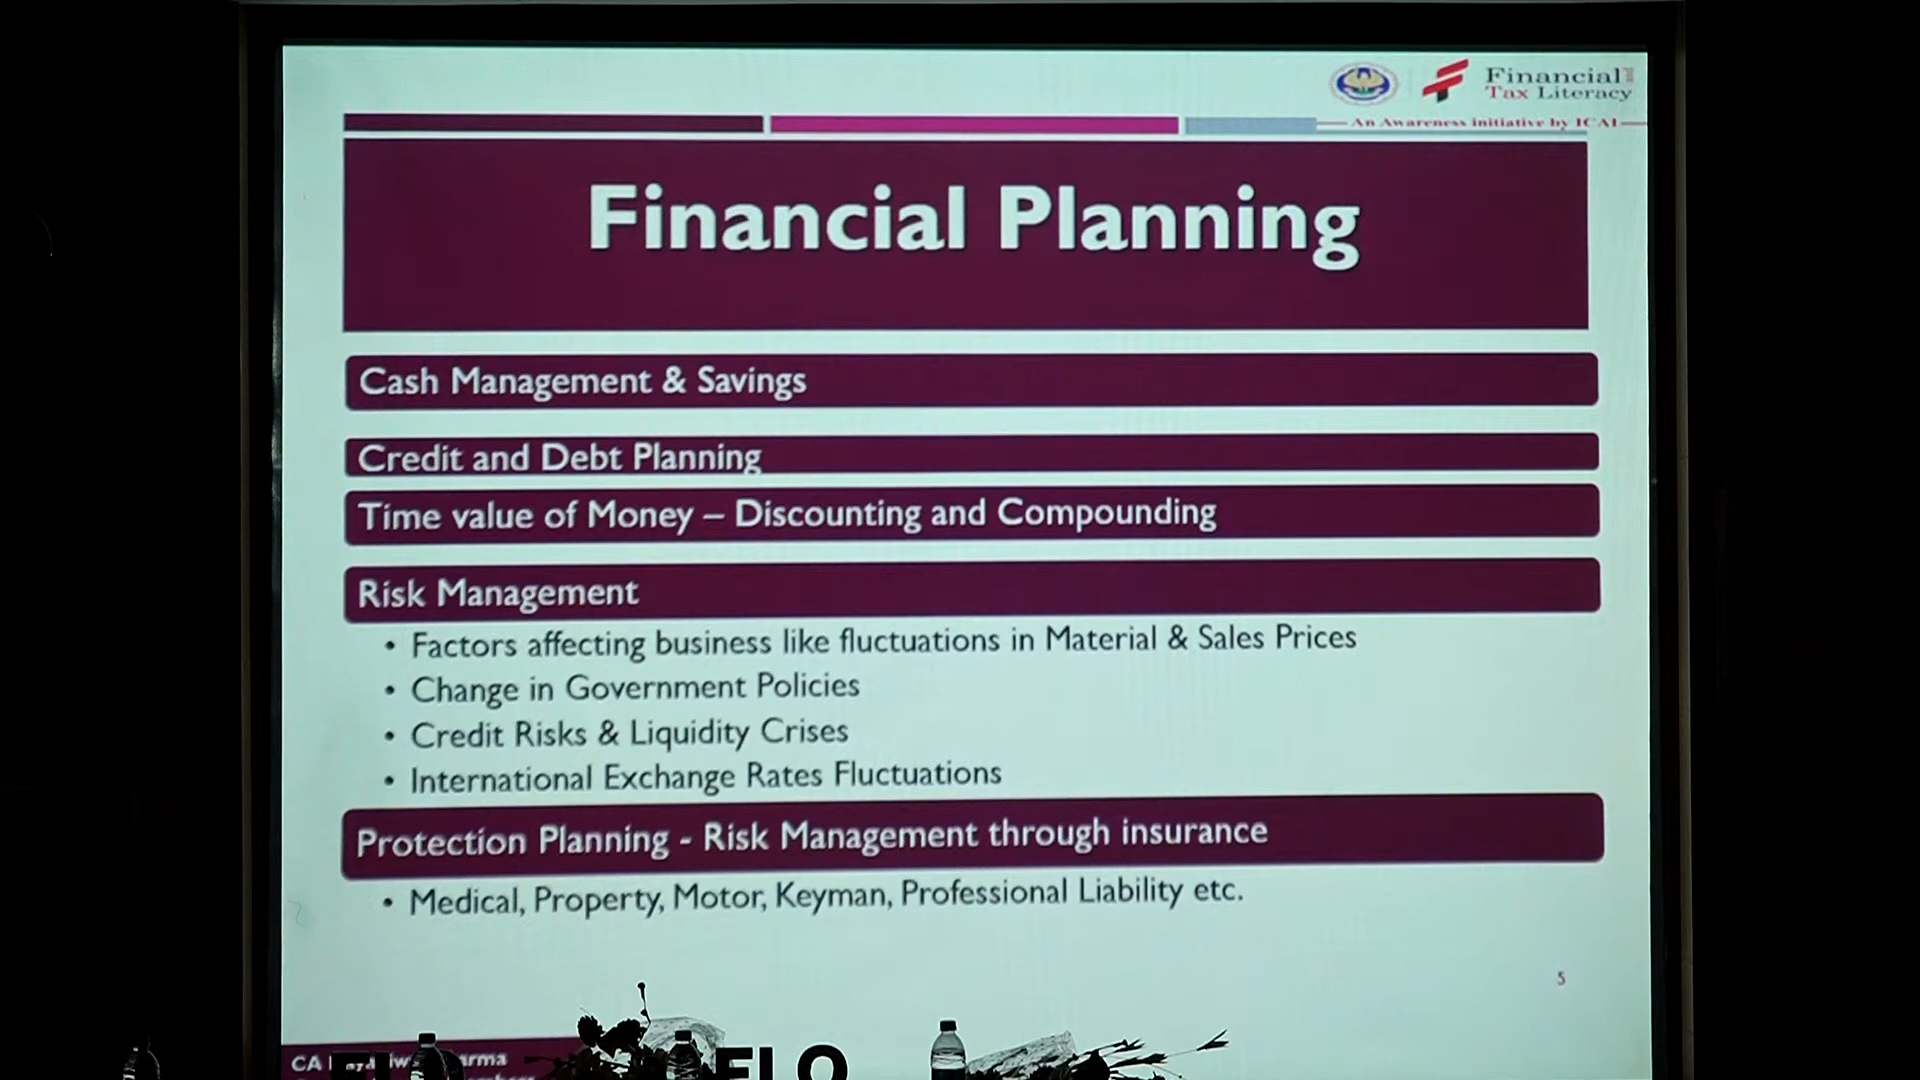 Financial and
Tax Literacy
An Awareness initiative by ICAI
Financial Planning
Cash Management & Savings
Credit and Debt Planning
Time value of Money – Discounting and Compounding
Risk Management
• Factors affecting business like fluctuations in Material & Sales Prices
• Change in Government Policies
• Credit Risks & Liquidity Crises
• International Exchange Rates Fluctuations
Protection Planning - Risk Management through insurance
• Medical, Property, Motor, Keyman, Professional Liability etc.
5
CA
FLO